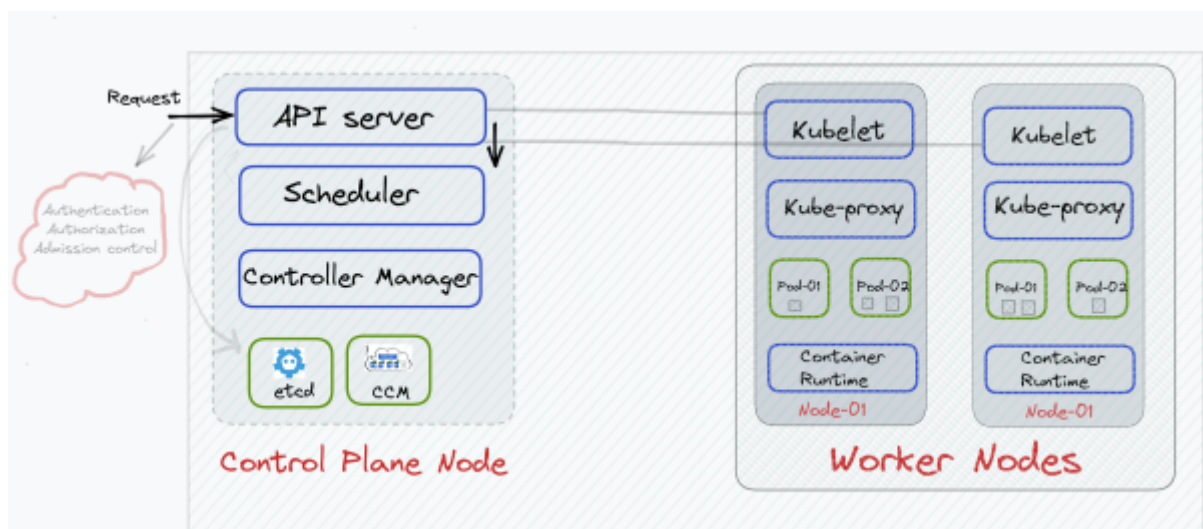 Request
API server
Scheduler
Controller Manager
etcd
CCM
Authentication
Authorization
Admission control
Control Plane Node
Kubelet
Kube-proxy
Pod-01
Pod-02
Container
Runtime
Node-01
Kubelet
Kube-proxy
Pod-01
Pod-02
Container
Runtime
Node-01
Worker Nodes